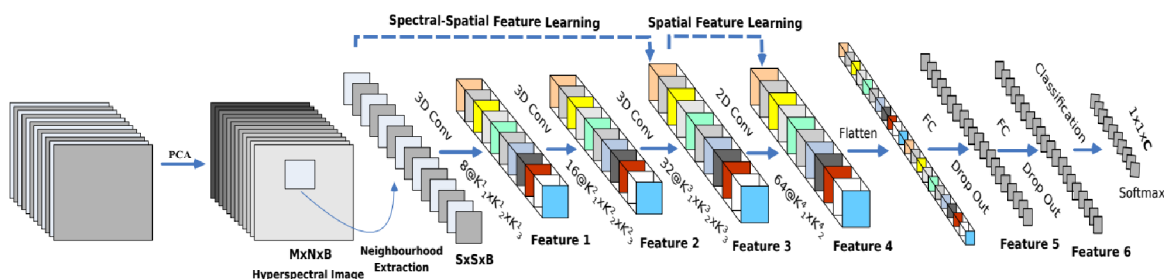 Spectral-Spatial Feature Learning
Spatial Feature Learning
PCA
MxNxB
Hyperspectral Image
Neighbourhood
Extraction
SxSxB
3D Conv
8@K¹₁xK¹₂xK¹₃
Feature 1
3D Conv
16@K²₁xK²₂xK²₃
Feature 2
3D Conv
32@K³₁xK³₂xK³₃
Feature 3
2D Conv
64@K⁴₁xK⁴₂
Feature 4
Flatten
FC
Drop Out
Feature 5
FC
Drop Out
Feature 6
Classification
1x1xC
Softmax